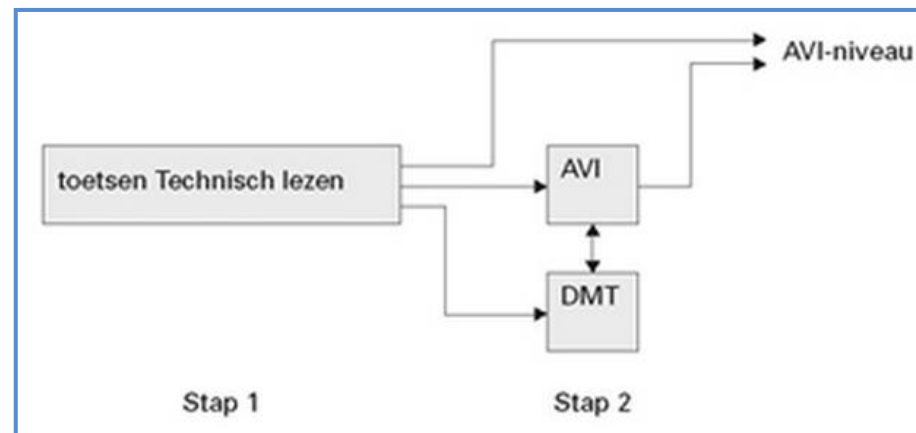 AVI-niveau
toetsen Technisch lezen
AVI
DMT
Stap 1
Stap 2